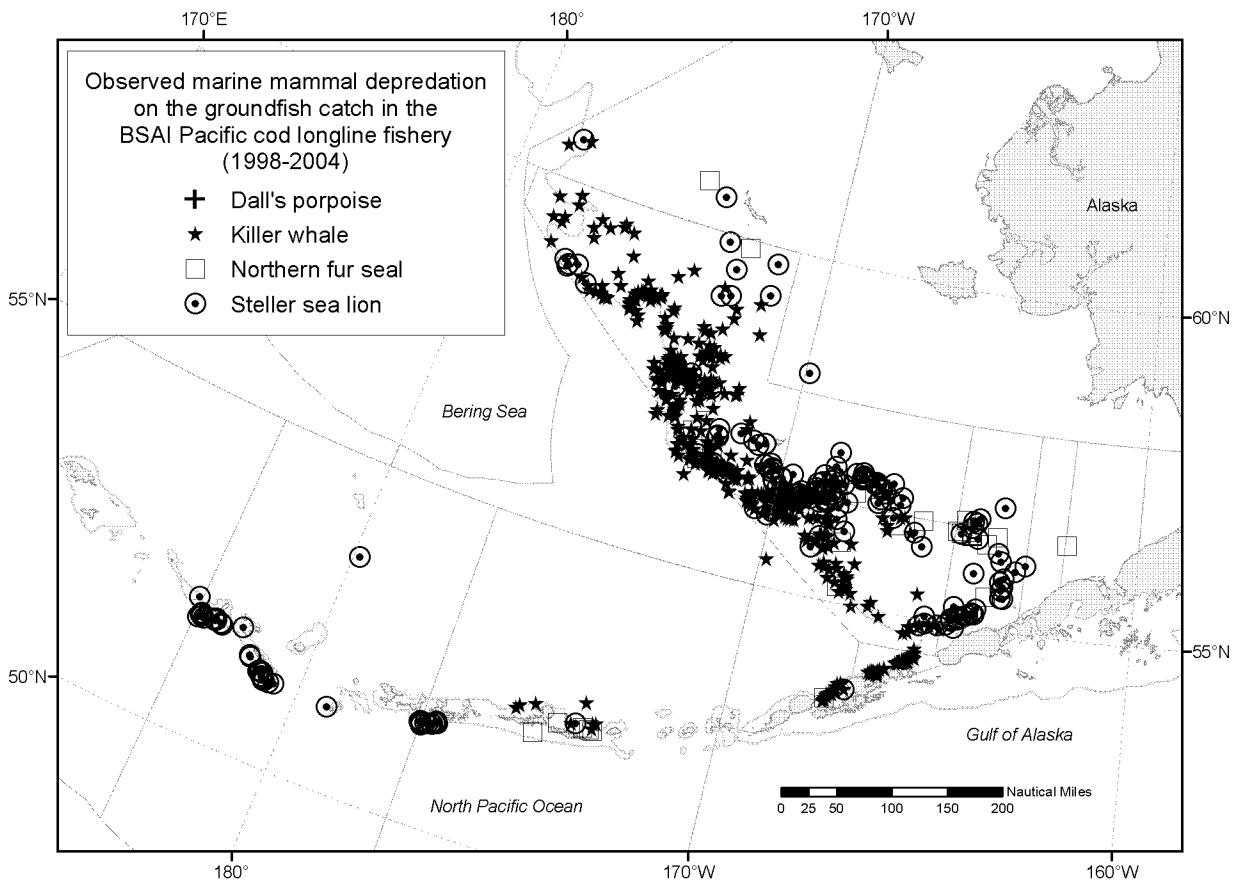 170°E
180°
170°W
Observed marine mammal depredation
on the groundfish catch in the
BSAI Pacific cod longline fishery
(1998-2004)
Dall's porpoise
Killer whale
Northern fur seal
Steller sea lion
Alaska
55°N
60°N
Bering Sea
50°N
55°N
Gulf of Alaska
North Pacific Ocean
Nautical Miles
0 25 50 100 150 200
180°
170°W
160°W